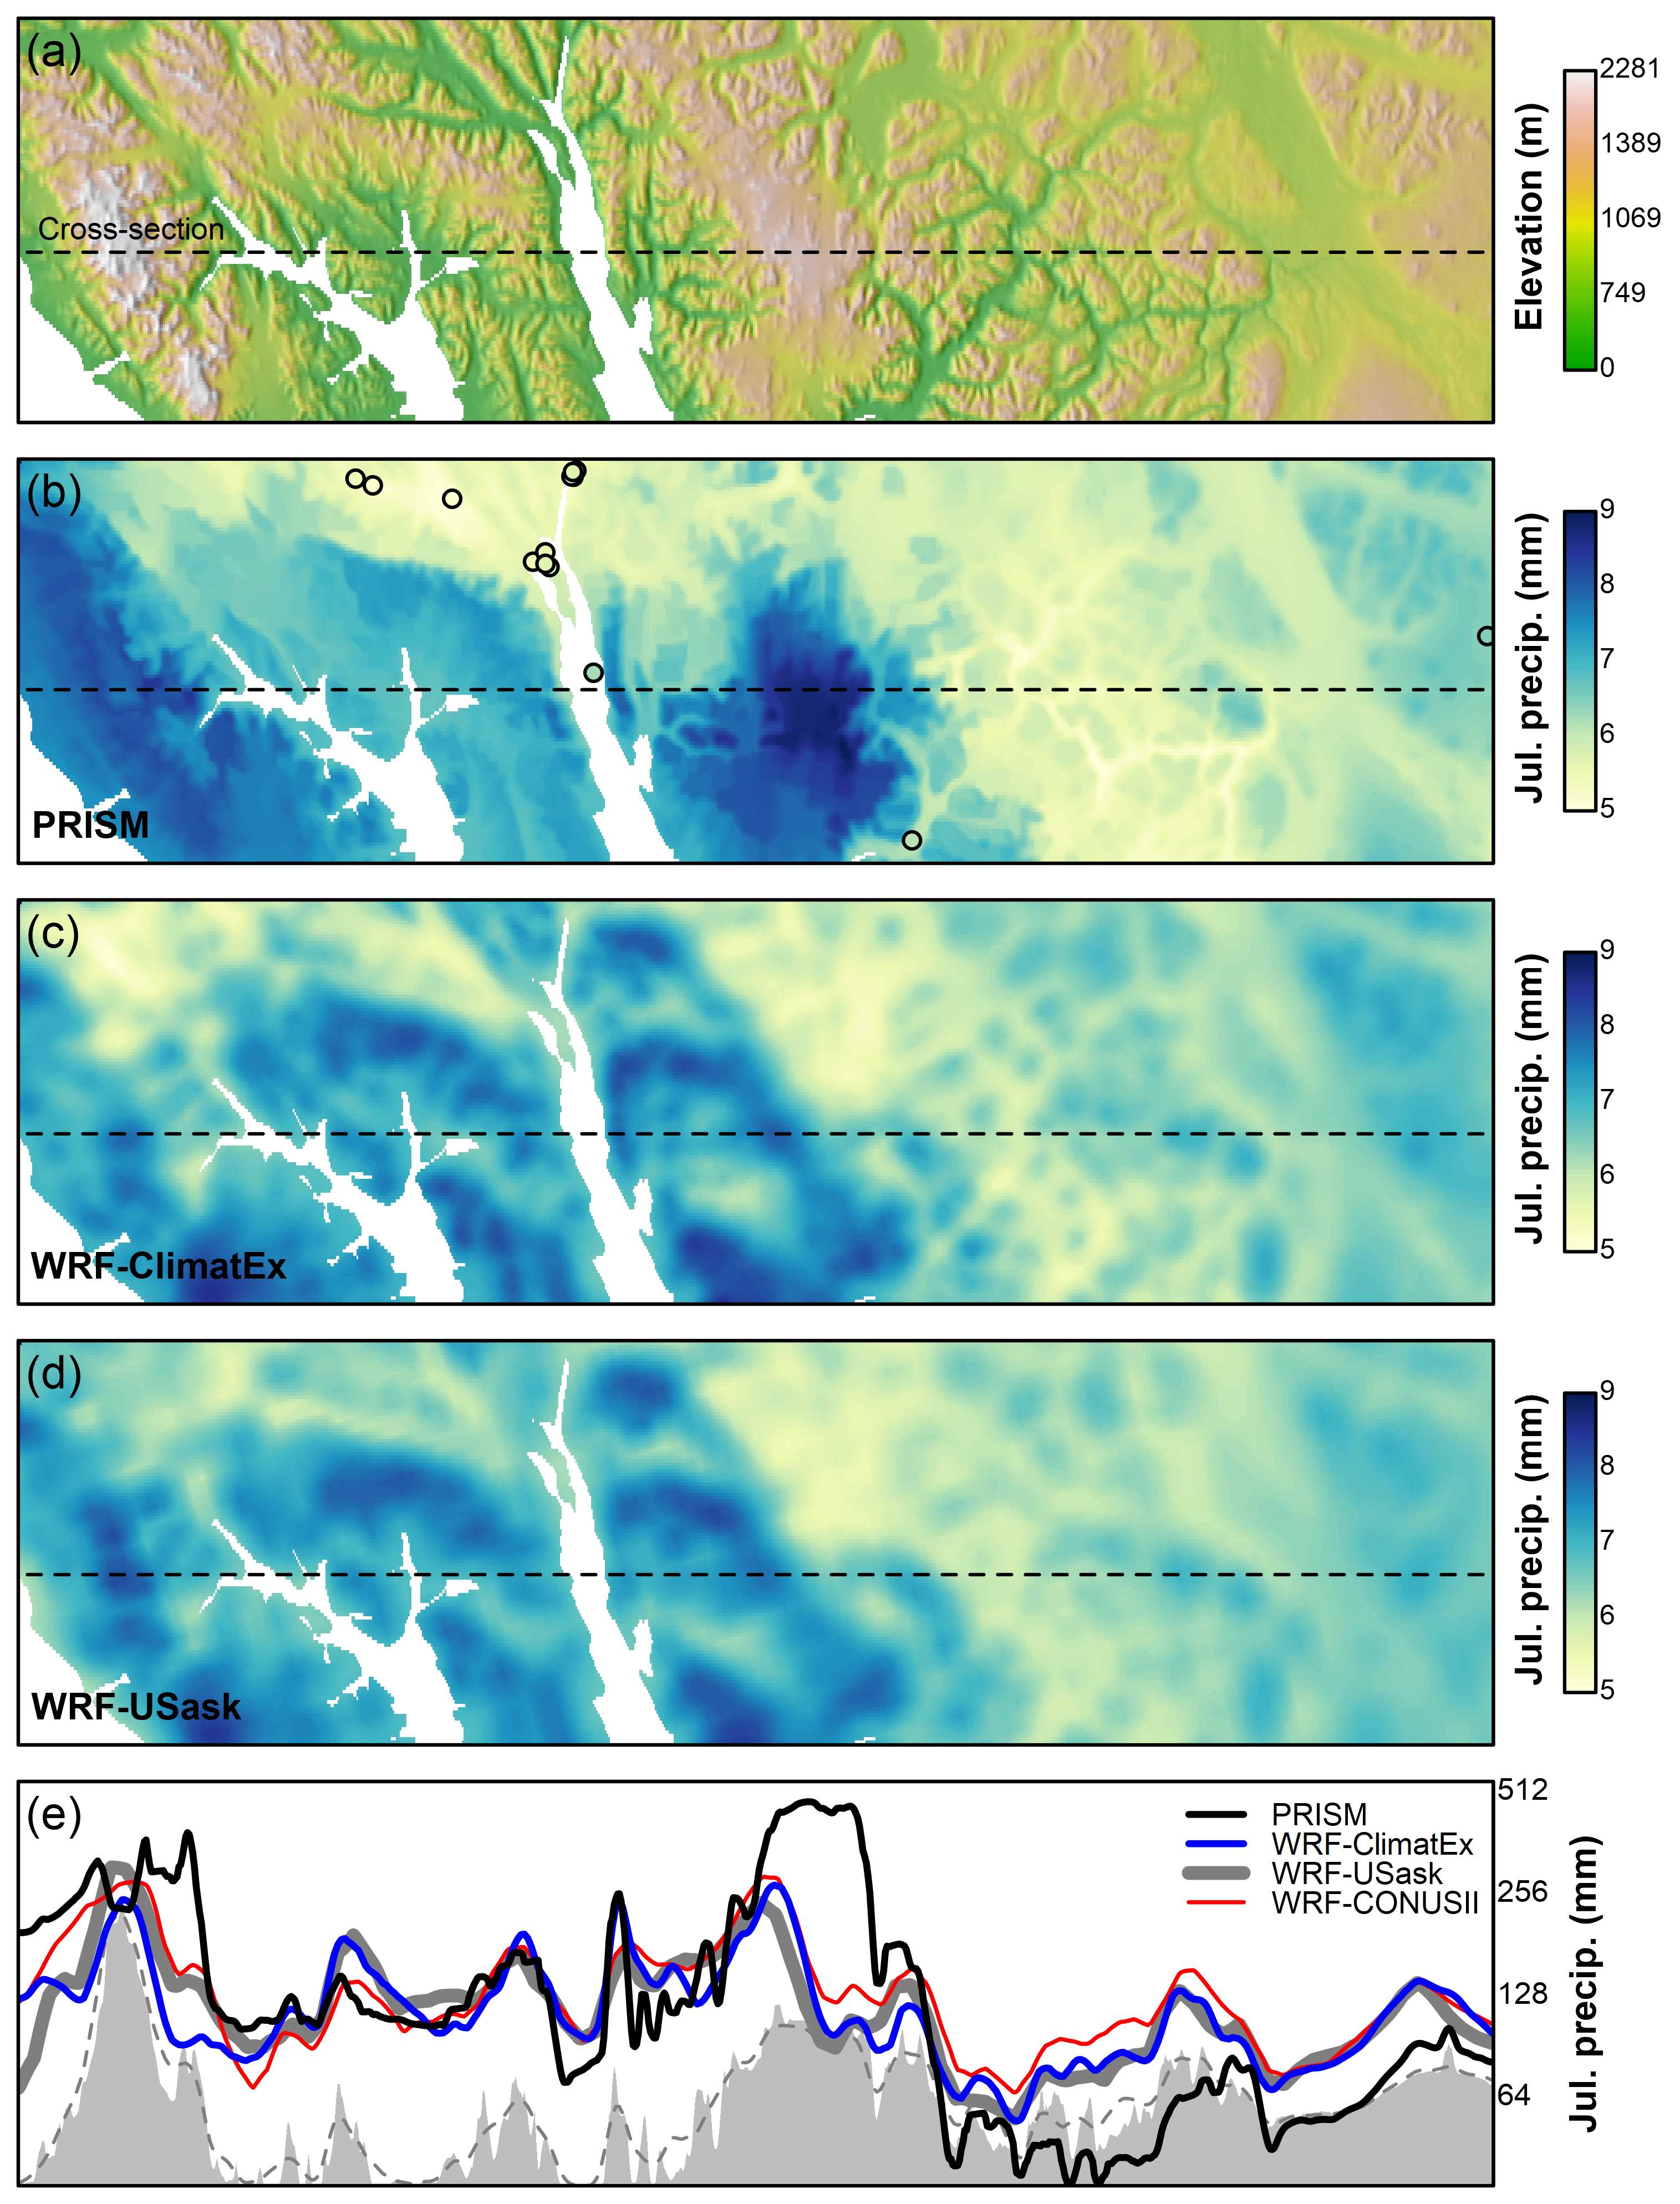 (a)
Cross-section
2281
1389
1069
749
0
Elevation (m)
(b)
PRISM
9
8
7
6
5
Jul. precip. (mm)
(c)
WRF-ClimatEx
9
8
7
6
5
Jul. precip. (mm)
(d)
WRF-USask
9
8
7
6
5
Jul. precip. (mm)
(e)
PRISM
WRF-ClimatEx
WRF-USask
WRF-CONUSII
512
256
128
64
Jul. precip. (mm)